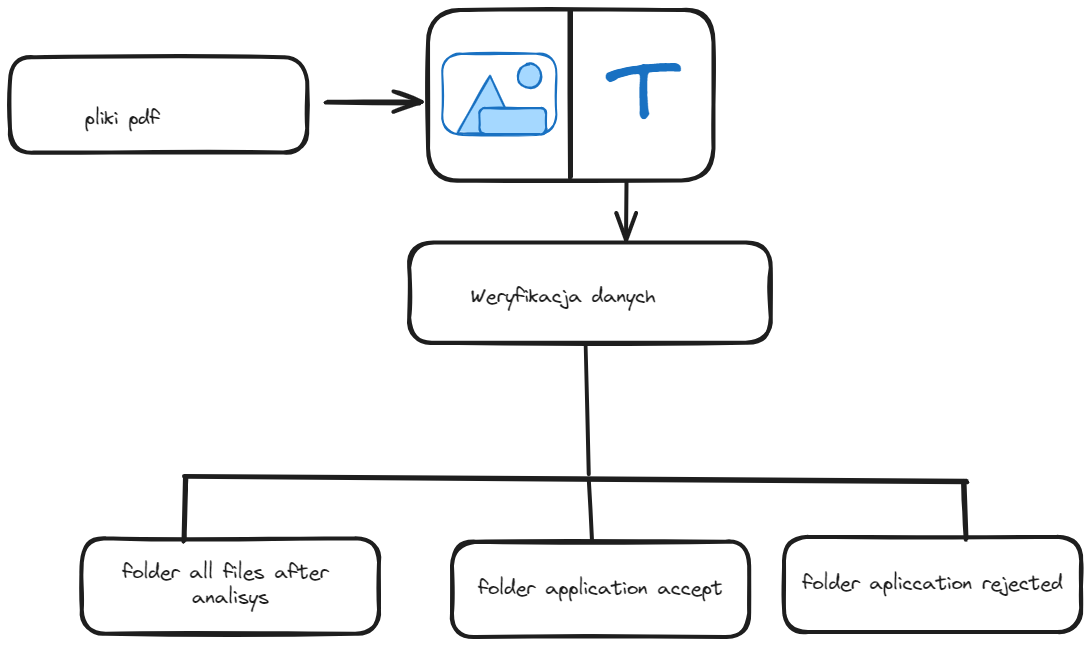 pliki pdf
T
Weryfikacja danych
folder all files after
analisys
folder application accept
folder apliccation rejected